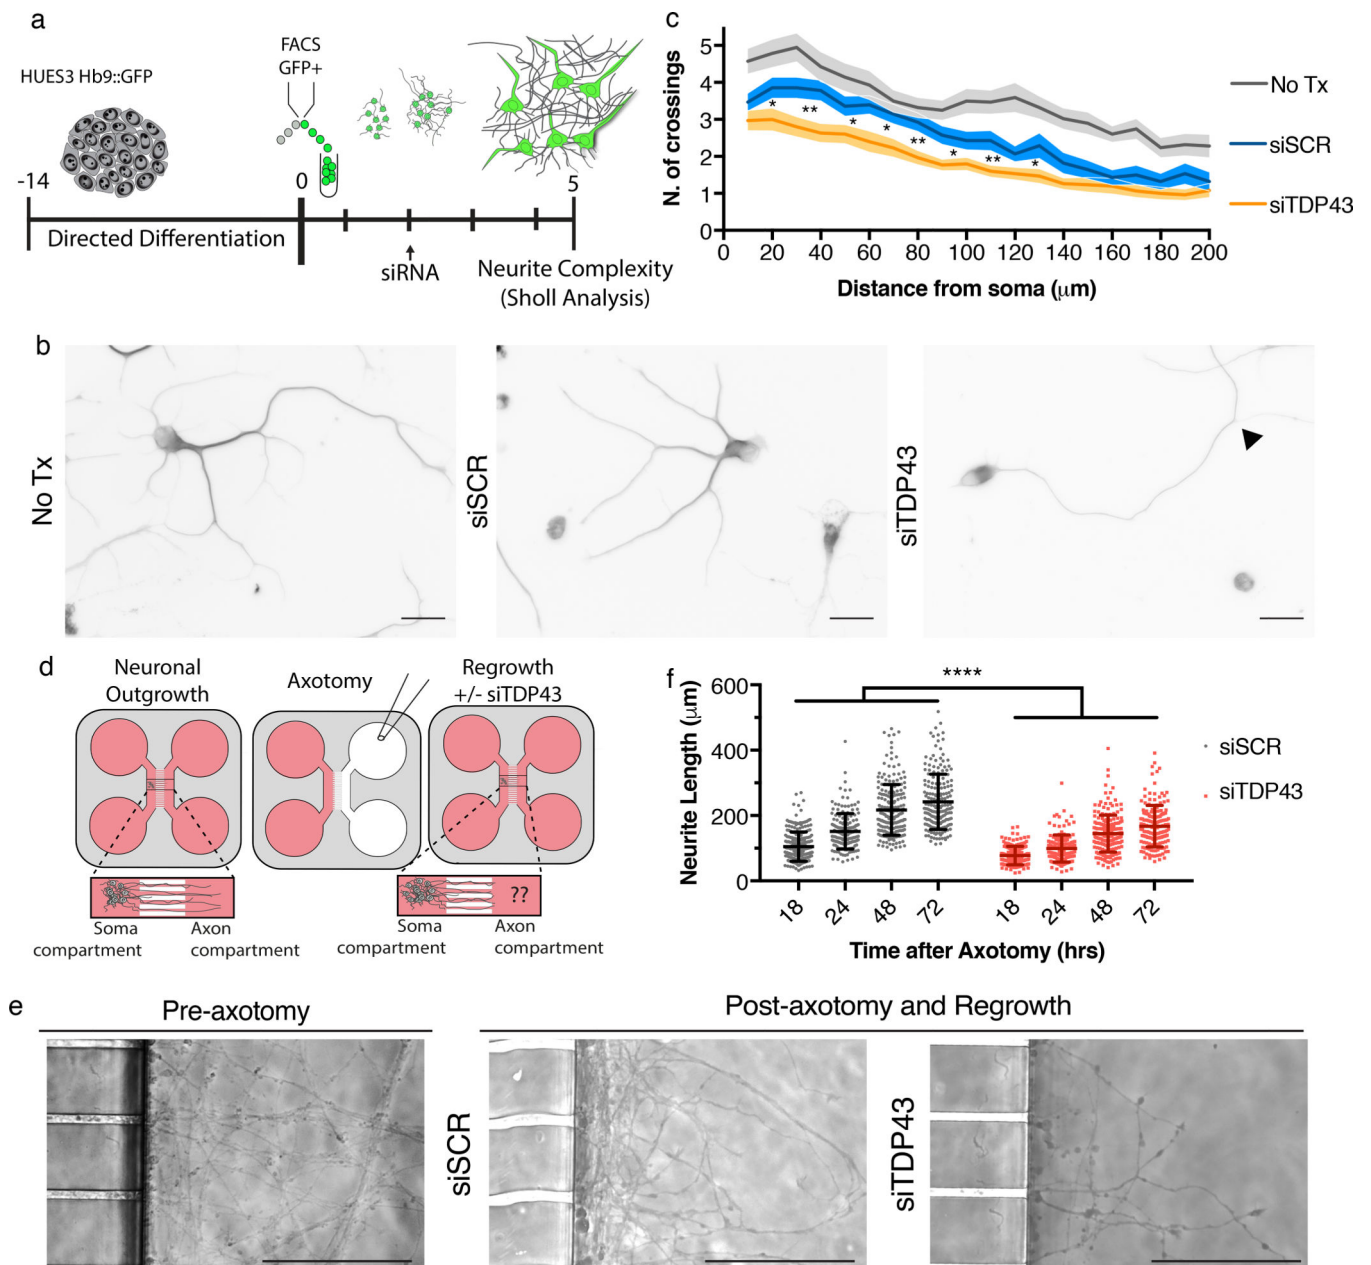 a
HUES3 Hb9::GFP
FACS
GFP+
-14
0
5
Directed Differentiation
siRNA
Neurite Complexity
(Sholl Analysis)
c
N. of crossings
5
4
3
2
1
0
* ** * * ** * ** *
20 40 60 80 100 120 140 160 180 200
Distance from soma (μm)
No Tx
siSCR
siTDP43
b
No Tx
siSCR
siTDP43
d
Neuronal
Outgrowth
Axotomy
Regrowth
+/- siTDP43
??
Soma
compartment
Axon
compartment
Soma
compartment
Axon
compartment
f
****
Neurite Length (μm)
600
400
200
0
18 24 48 72 18 24 48 72
Time after Axotomy (hrs)
siSCR
siTDP43
e
Pre-axotomy
Post-axotomy and Regrowth
siSCR
siTDP43